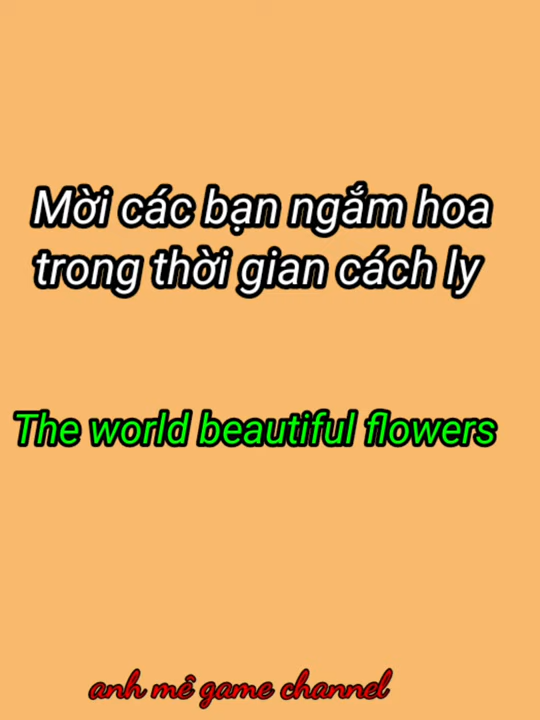 Mời các bạn ngắm hoa
trong thời gian cách ly
The world beautiful flowers
anh mê game channel